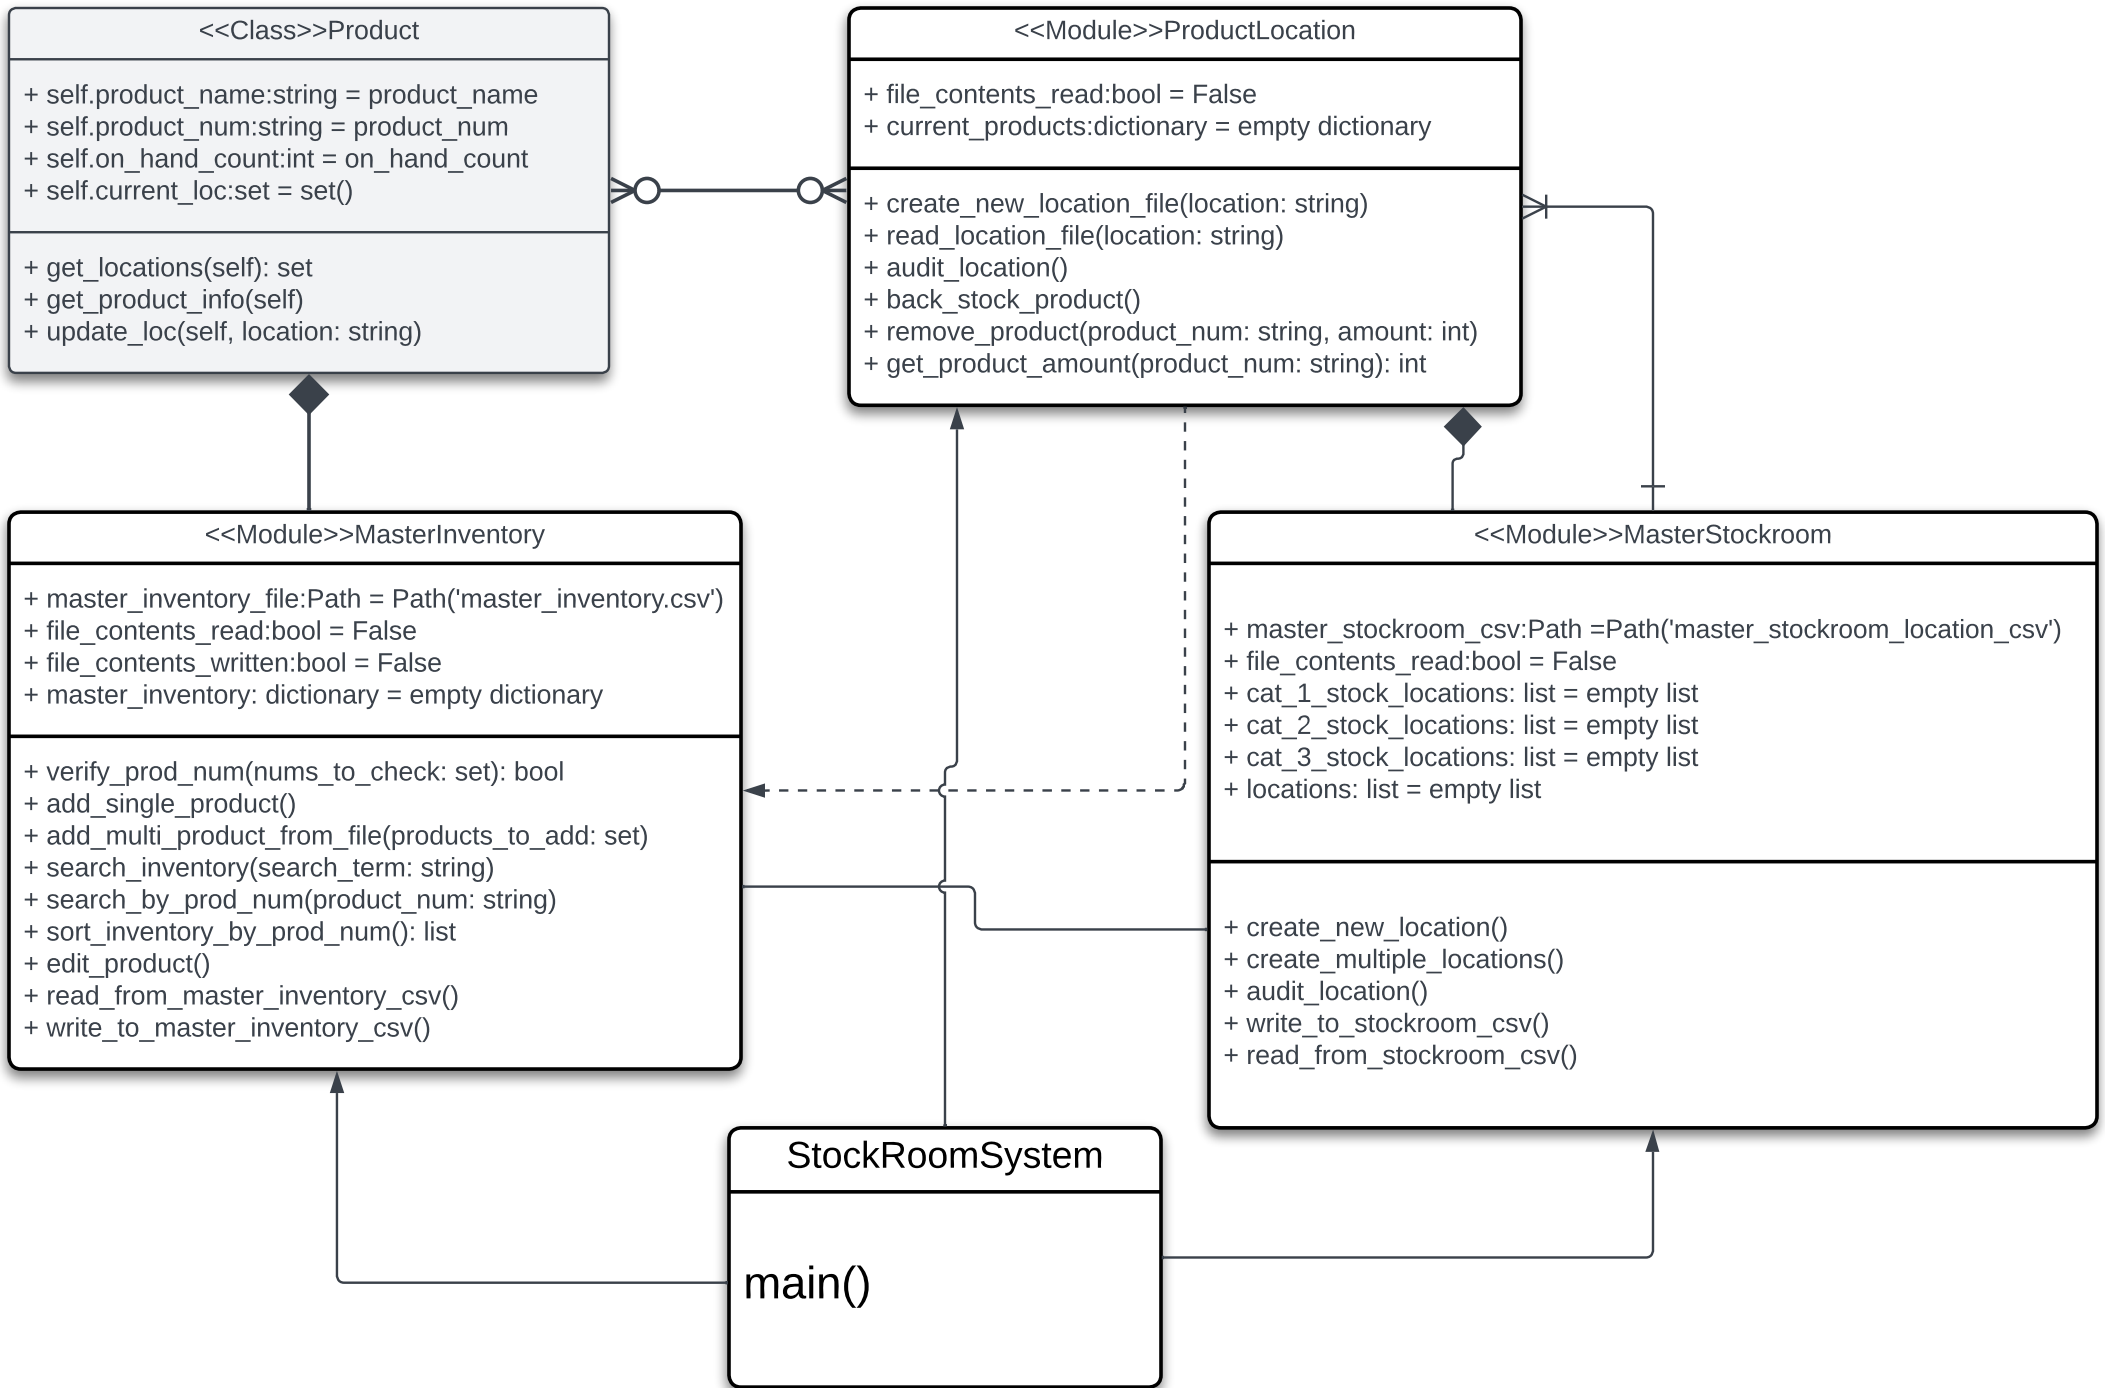 <<Class>>Product
+ self.product_name:string = product_name
+ self.product_num:string = product_num
+ self.on_hand_count:int = on_hand_count
+ self.current_loc:set = set()
+ get_locations(self): set
+ get_product_info(self)
+ update_loc(self, location: string)
<<Module>>ProductLocation
+ file_contents_read:bool = False
+ current_products:dictionary = empty dictionary
+ create_new_location_file(location: string)
+ read_location_file(location: string)
+ audit_location()
+ back_stock_product()
+ remove_product(product_num: string, amount: int)
+ get_product_amount(product_num: string): int
<<Module>>MasterInventory
+ master_inventory_file:Path = Path('master_inventory.csv')
+ file_contents_read:bool = False
+ file_contents_written:bool = False
+ master_inventory: dictionary = empty dictionary
+ verify_prod_num(nums_to_check: set): bool
+ add_single_product()
+ add_multi_product_from_file(products_to_add: set)
+ search_inventory(search_term: string)
+ search_by_prod_num(product_num: string)
+ sort_inventory_by_prod_num(): list
+ edit_product()
+ read_from_master_inventory_csv()
+ write_to_master_inventory_csv()
<<Module>>MasterStockroom
+ master_stockroom_csv:Path =Path('master_stockroom_location_csv')
+ file_contents_read:bool = False
+ cat_1_stock_locations: list = empty list
+ cat_2_stock_locations: list = empty list
+ cat_3_stock_locations: list = empty list
+ locations: list = empty list
+ create_new_location()
+ create_multiple_locations()
+ audit_location()
+ write_to_stockroom_csv()
+ read_from_stockroom_csv()
StockRoomSystem
main()